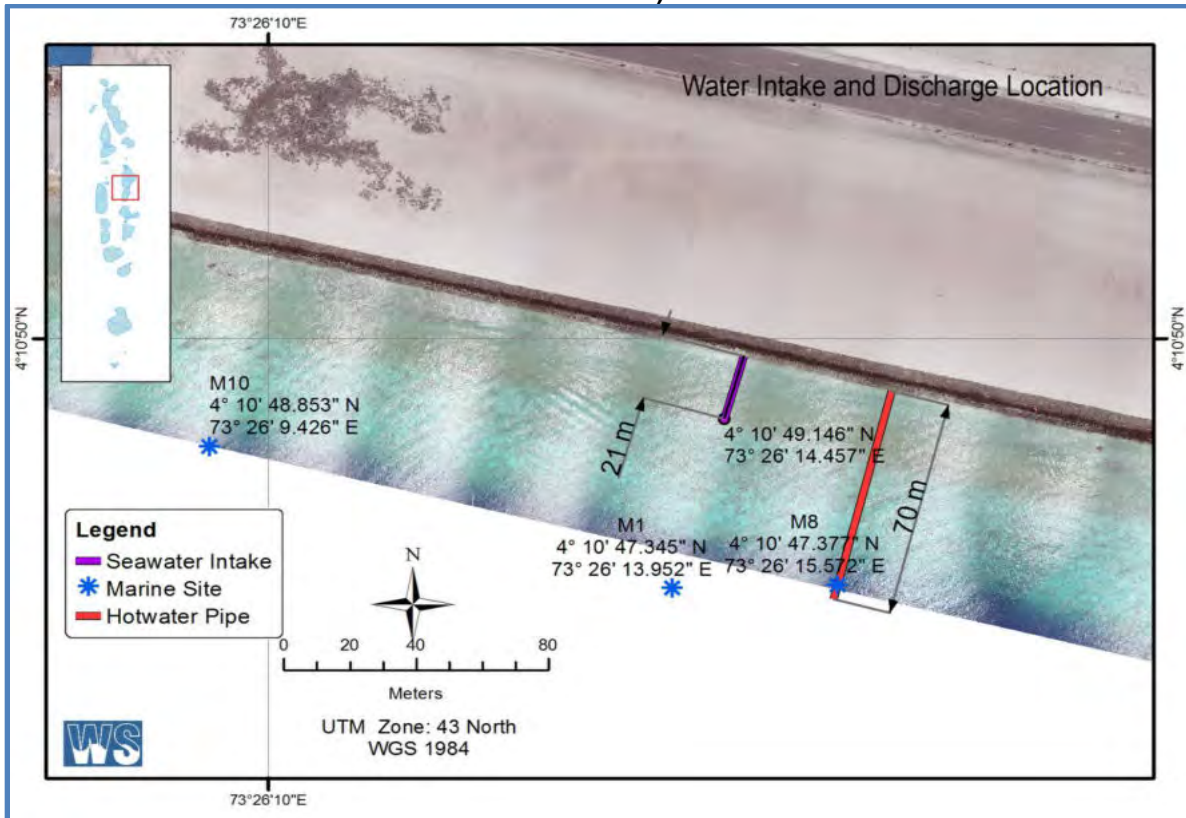 73°26'10"E
Water Intake and Discharge Location
4°10'50"N
4°10'50"N
M10
4° 10' 48.853" N
73° 26' 9.426" E
21 m
4° 10' 49.146" N
73° 26' 14.457" E
70 m
M1
4° 10' 47.345" N
73° 26' 13.952" E
M8
4° 10' 47.377" N
73° 26' 15.572" E
Legend
Seawater Intake
Marine Site
Hotwater Pipe
N
0 20 40 80
Meters
UTM Zone: 43 North
WGS 1984
WS
73°26'10"E